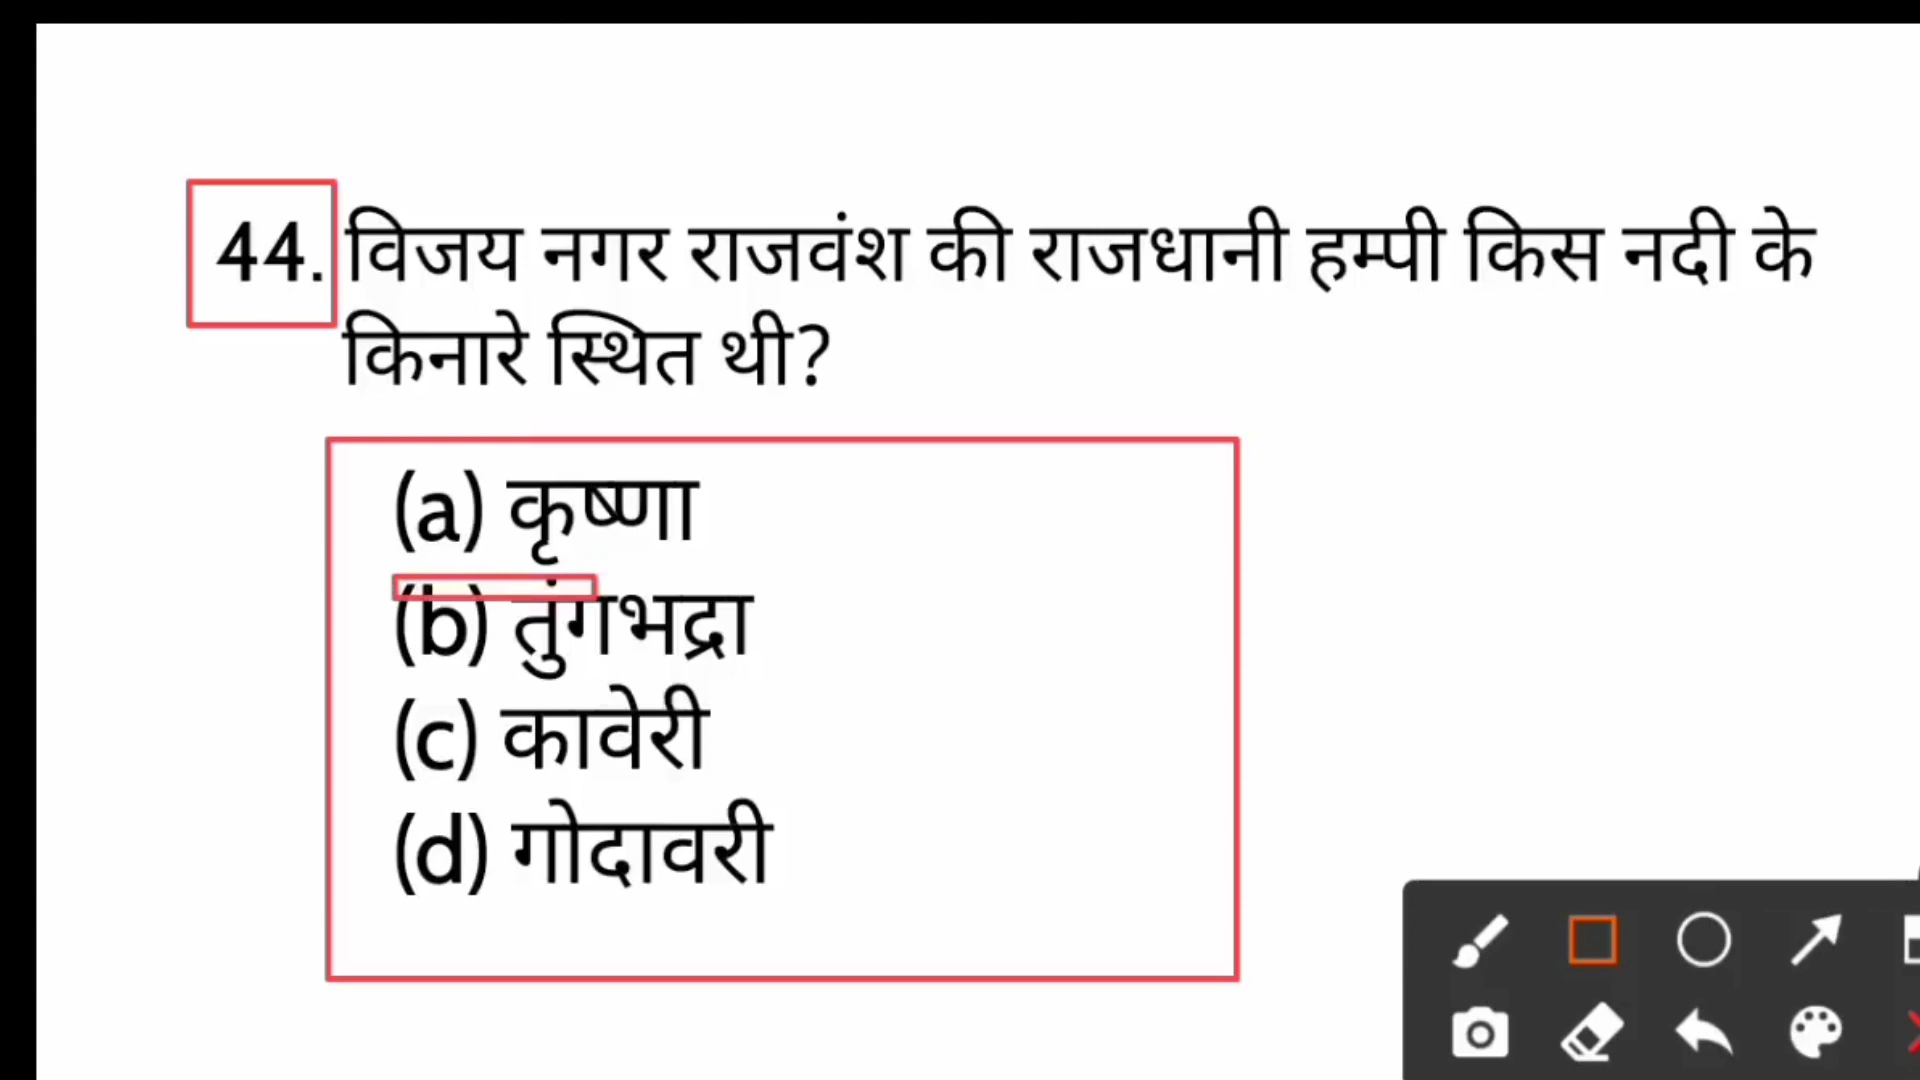 44. विजय नगर राजवंश की राजधानी हम्पी किस नदी के
किनारे स्थित थी?
(a) कृष्णा
(b) तुंगभद्रा
(c) कावेरी
(d) गोदावरी